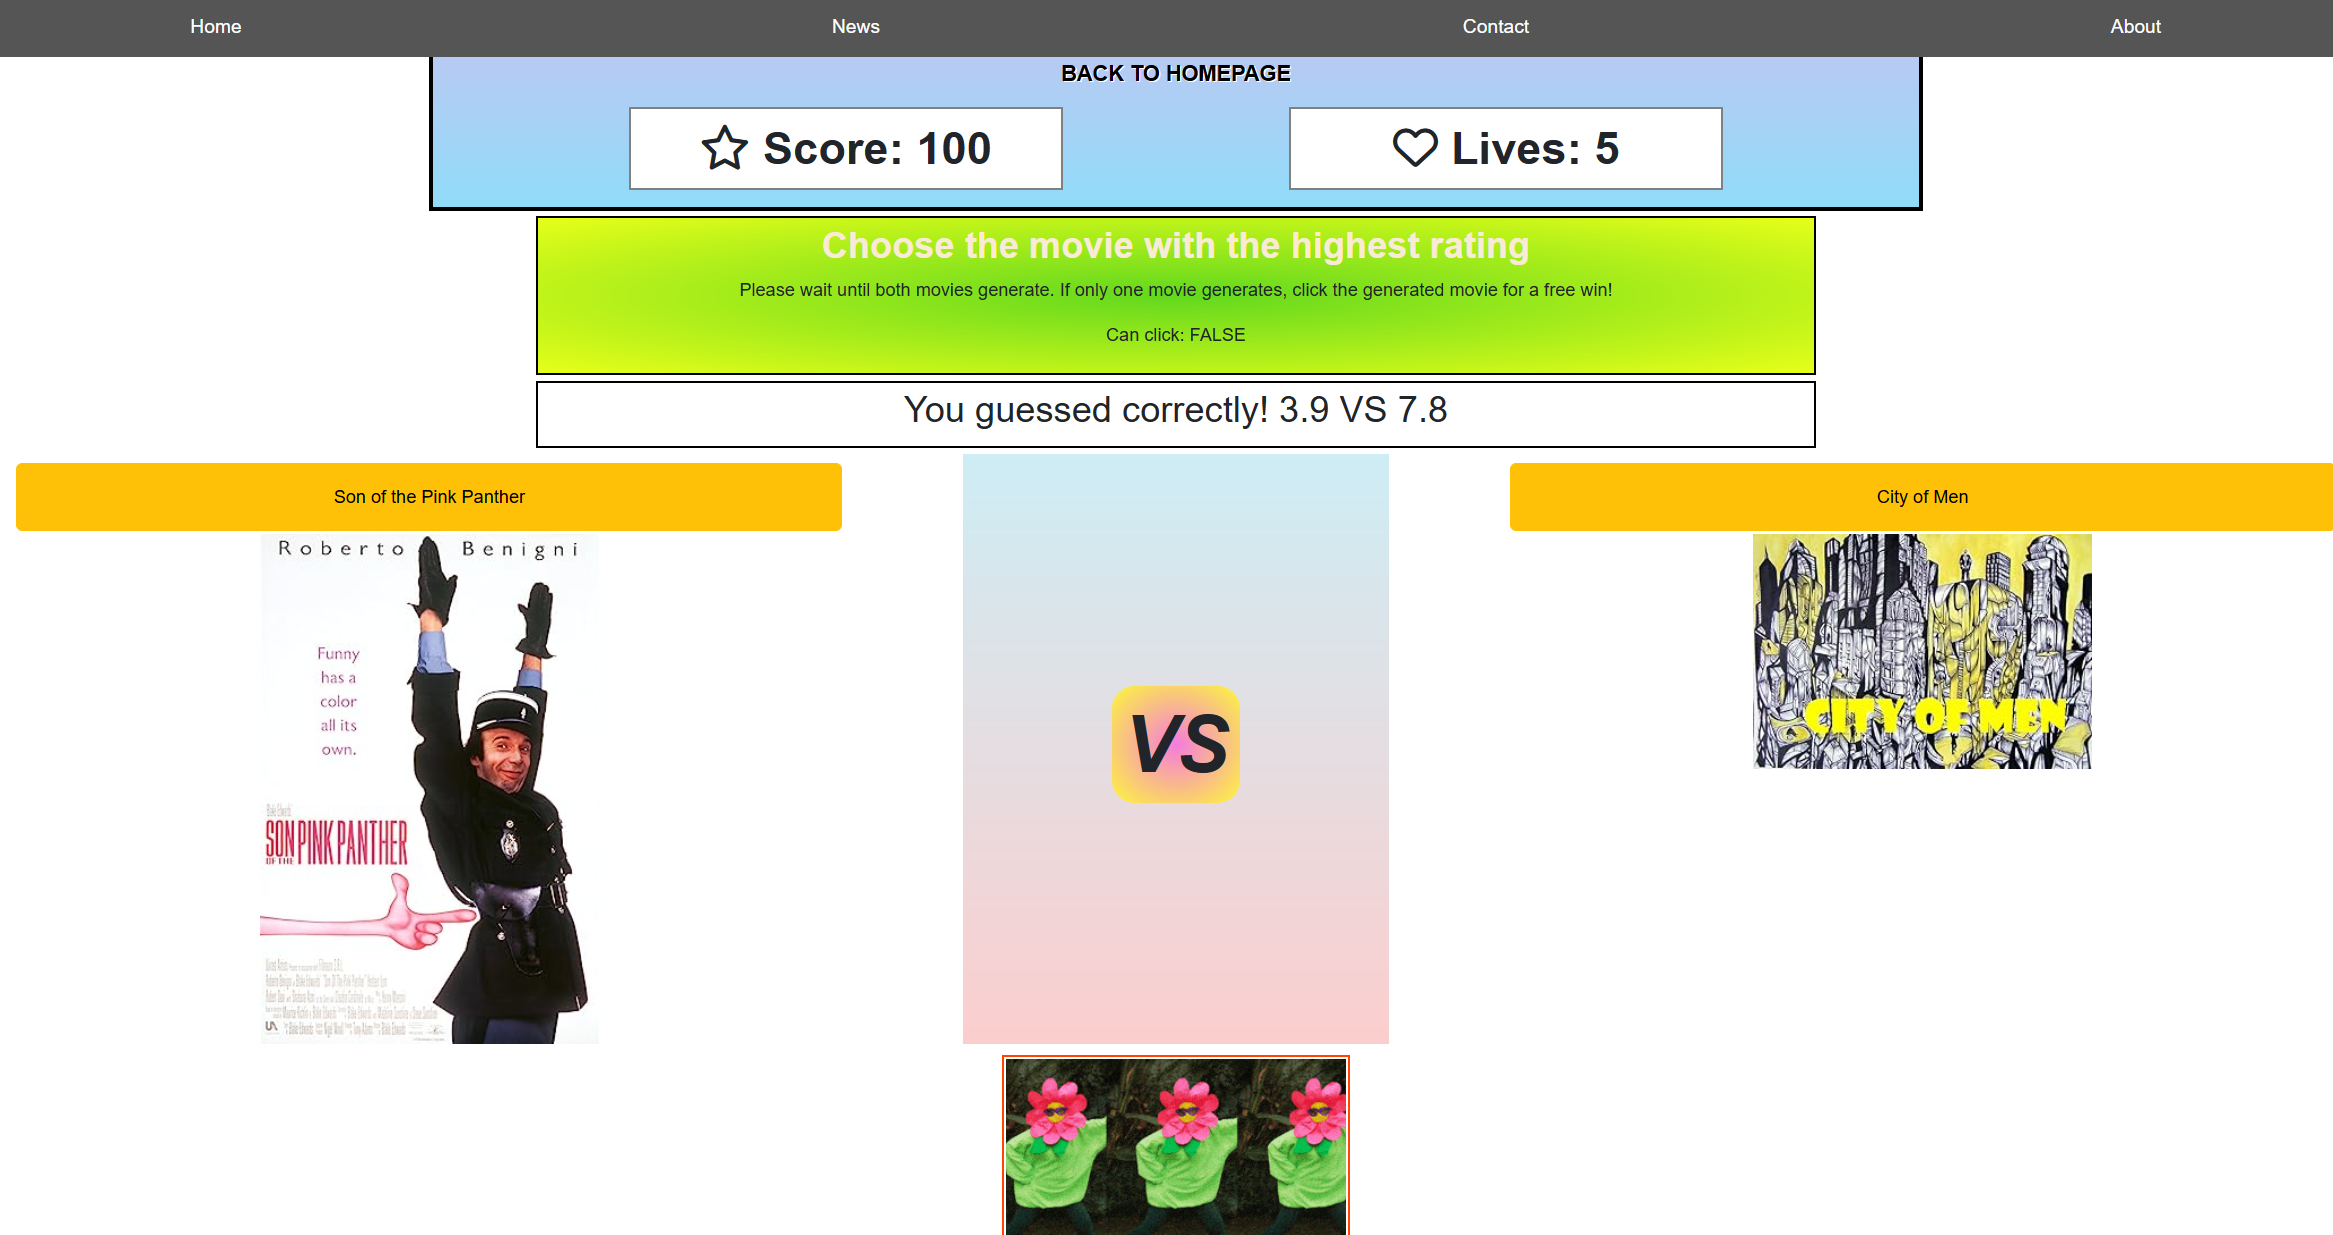 Home
News
Contact
About
BACK TO HOMEPAGE
Score: 100
Lives: 5
Choose the movie with the highest rating
Please wait until both movies generate. If only one movie generates, click the generated movie for a free win!
Can click: FALSE
You guessed correctly! 3.9 VS 7.8
Son of the Pink Panther
Roberto Benigni
Funny
has a
color
all its
own.
Blake Edwards'
SON OF THE PINK PANTHER
VS
City of Men
CITY OF MEN